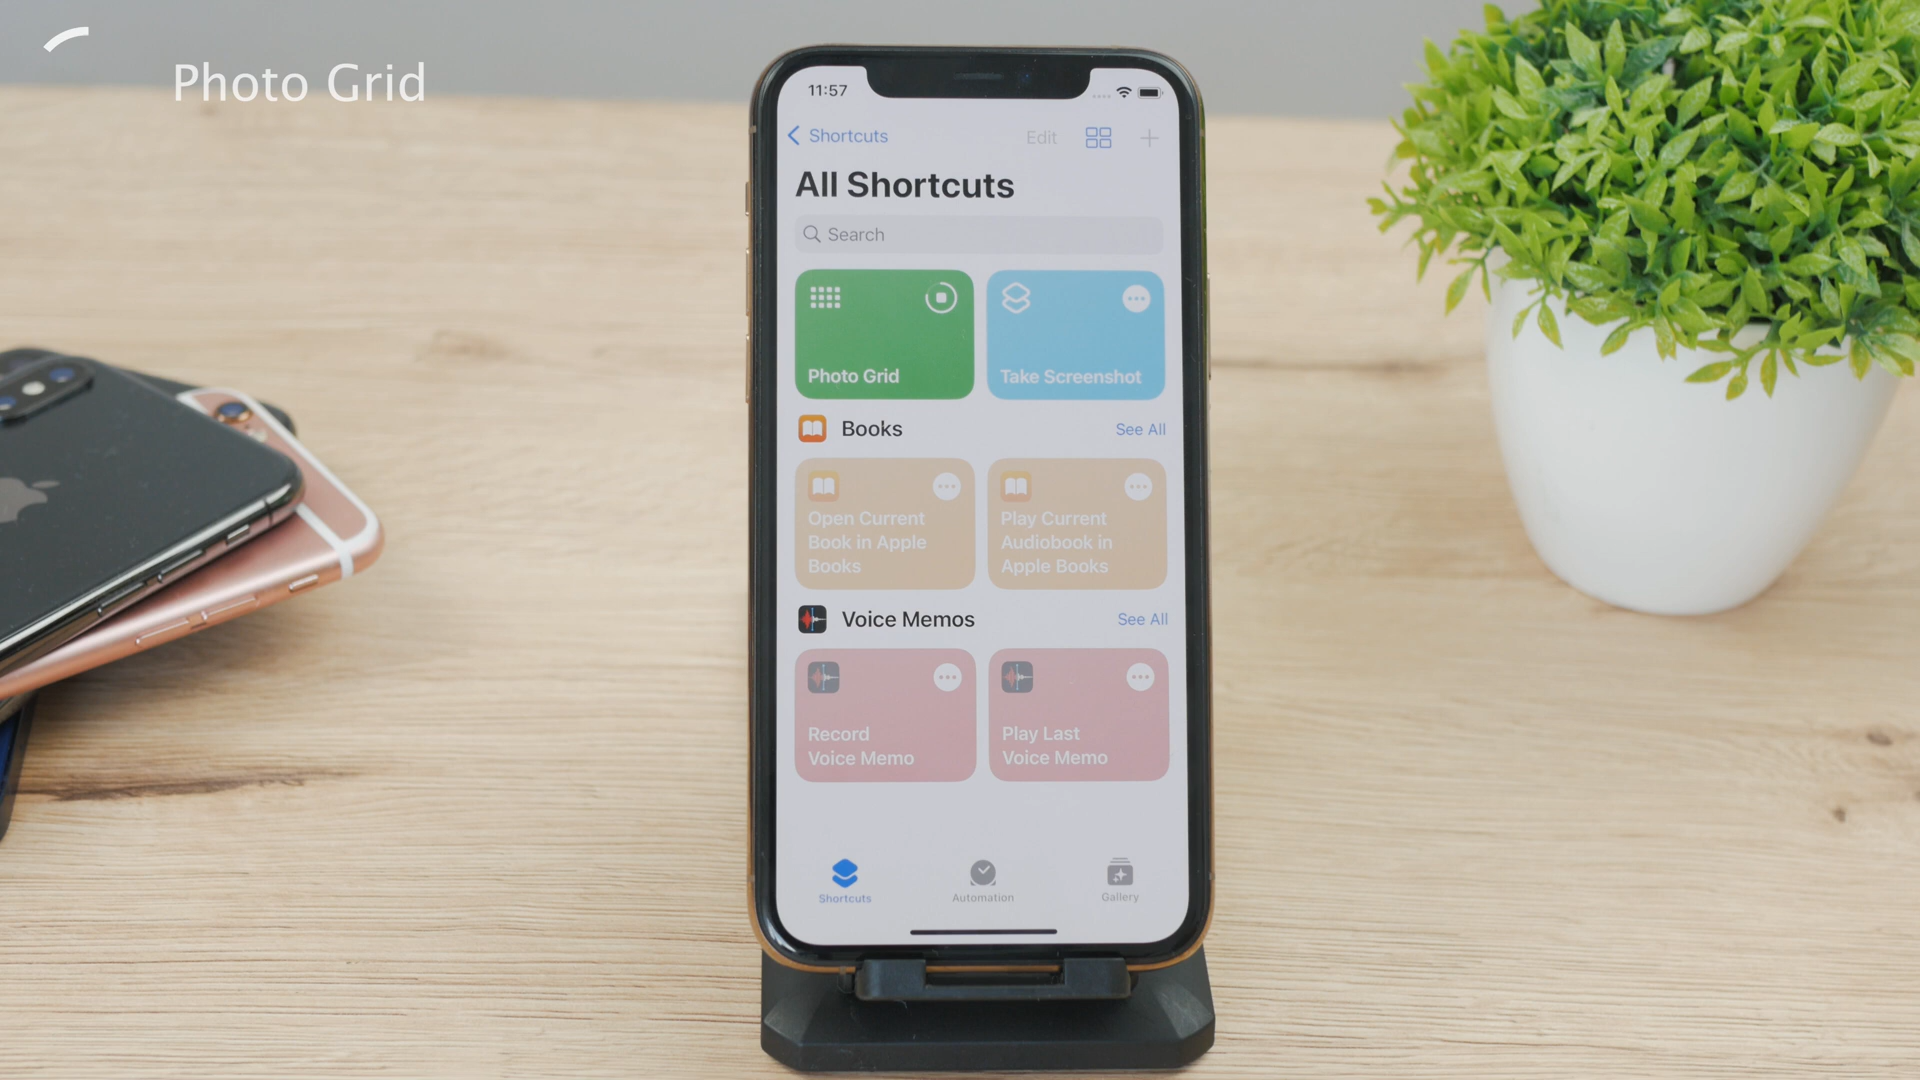 Photo Grid
11:57
Shortcuts
Edit
All Shortcuts
Search
Photo Grid
Take Screenshot
Books
See All
Open Current
Book in Apple
Books
Play Current
Audiobook in
Apple Books
Voice Memos
See All
Record
Voice Memo
Play Last
Voice Memo
Shortcuts
Automation
Gallery